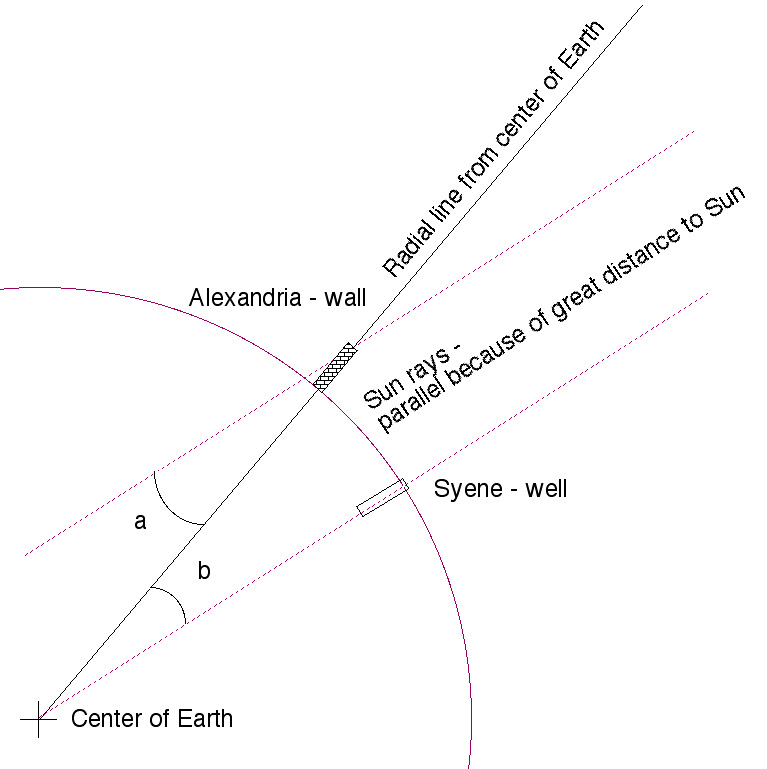 Radial line from center of Earth
Alexandria - wall
Sun rays -
parallel because of great distance to Sun
Syene - well
a
b
Center of Earth